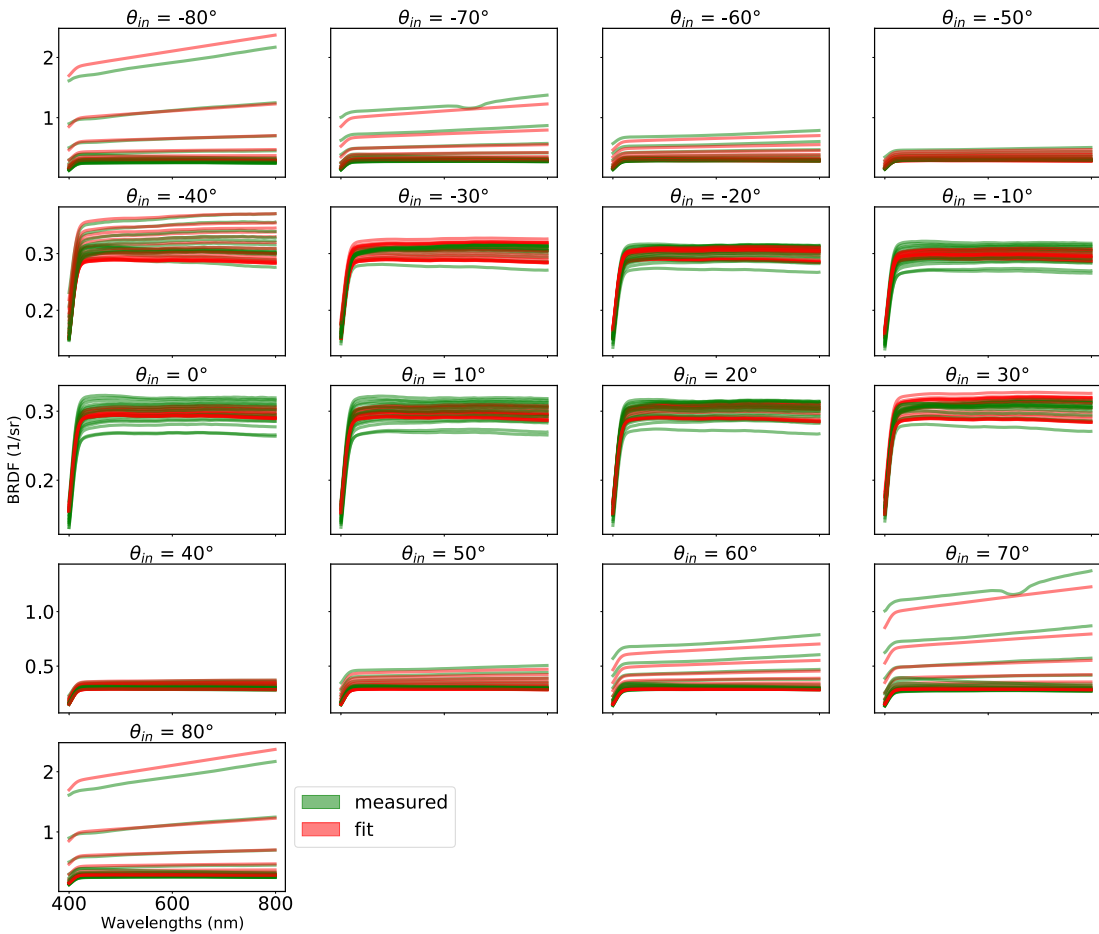 θin = -80° θin = -70° θin = -60° θin = -50°
2
1
θin = -40° θin = -30° θin = -20° θin = -10°
0.3
0.2
θin = 0° θin = 10° θin = 20° θin = 30°
0.3
0.2
BRDF (1/sr)
θin = 40° θin = 50° θin = 60° θin = 70°
1.0
0.5
θin = 80°
2
1
measured
fit
400 600 800
Wavelengths (nm)